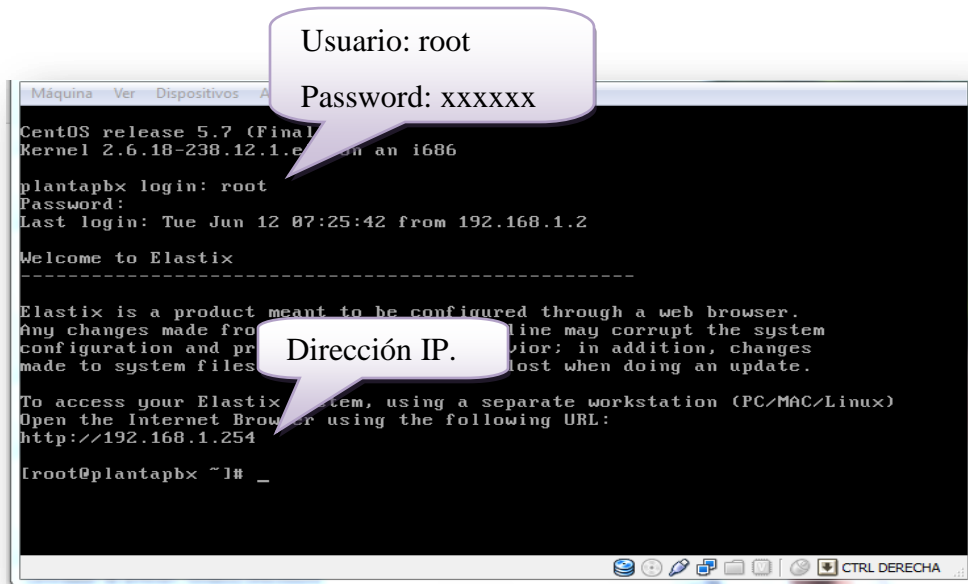 Usuario: root
Password: xxxxxx
Máquina Ver Dispositivos
CentOS release 5.7 (Final
Kernel 2.6.18-238.12.1.e on an i686
plantapbx login: root
Password:
Last login: Tue Jun 12 07:25:42 from 192.168.1.2
Welcome to Elastix
----------------------------------------------------
Elastix is a product meant to be configured through a web browser.
Any changes made fro line may corrupt the system
configuration and pr vior; in addition, changes
made to system files lost when doing an update.
Dirección IP.
To access your Elastix tem, using a separate workstation (PC/MAC/Linux)
Open the Internet Browser using the following URL:
http://192.168.1.254
[root@plantapbx ~]# _
CTRL DERECHA